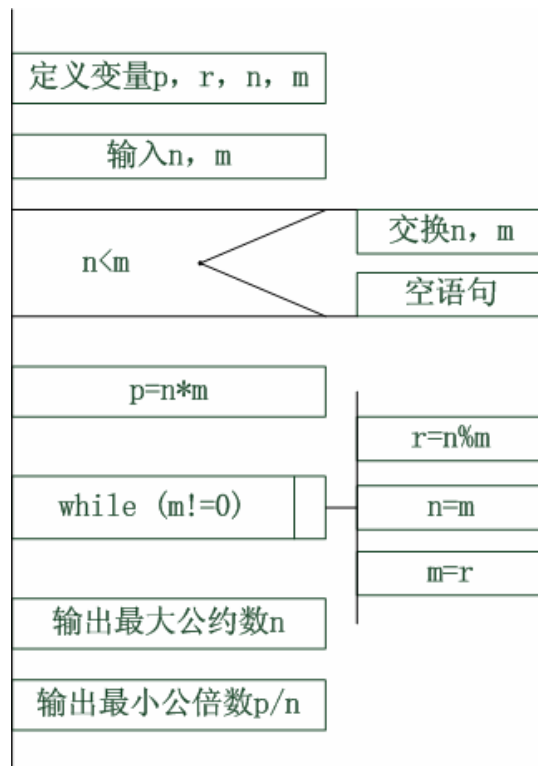 定义变量p，r，n，m
输入n，m
n<m
交换n，m
空语句
p=n*m
while (m!=0)
r=n%m
n=m
m=r
输出最大公约数n
输出最小公倍数p/n